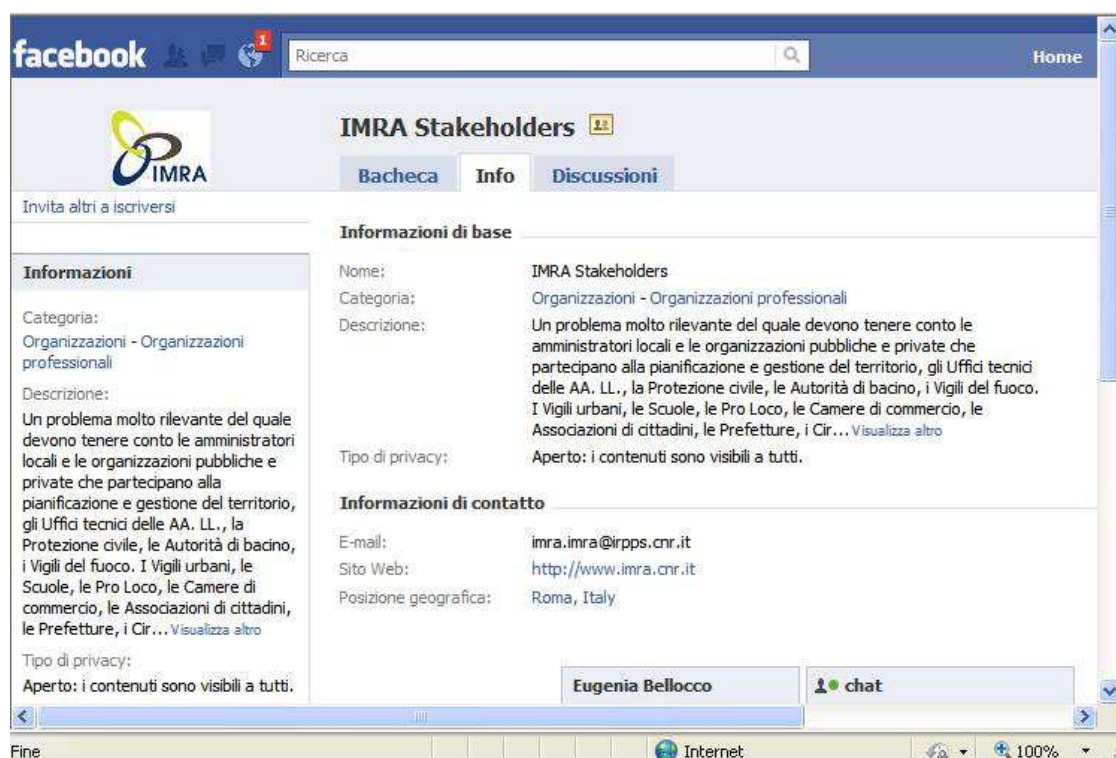 facebook
1
Ricerca
Home
IMRA
Invita altri a iscriversi
IMRA Stakeholders
Bacheca Info Discussioni
Informazioni
Categoria:
Organizzazioni - Organizzazioni
professionali
Descrizione:
Un problema molto rilevante del quale
devono tenere conto le amministratori
locali e le organizzazioni pubbliche e
private che partecipano alla
pianificazione e gestione del territorio,
gli Uffici tecnici delle AA. LL., la
Protezione civile, le Autorità di bacino,
i Vigili del fuoco. I Vigili urbani, le
Scuole, le Pro Loco, le Camere di
commercio, le Associazioni di cittadini,
le Prefetture, i Cir... Visualizza altro
Tipo di privacy:
Aperto: i contenuti sono visibili a tutti.
Informazioni di base
Nome: IMRA Stakeholders
Categoria: Organizzazioni - Organizzazioni professionali
Descrizione: Un problema molto rilevante del quale devono tenere conto le
amministratori locali e le organizzazioni pubbliche e private che
partecipano alla pianificazione e gestione del territorio, gli Uffici tecnici
delle AA. LL., la Protezione civile, le Autorità di bacino, i Vigili del fuoco.
I Vigili urbani, le Scuole, le Pro Loco, le Camere di commercio, le
Associazioni di cittadini, le Prefetture, i Cir... Visualizza altro
Tipo di privacy: Aperto: i contenuti sono visibili a tutti.
Informazioni di contatto
E-mail: imra.imra@irpps.cnr.it
Sito Web: http://www.imra.cnr.it
Posizione geografica: Roma, Italy
Eugenia Bellocco
chat
Fine
Internet
100%